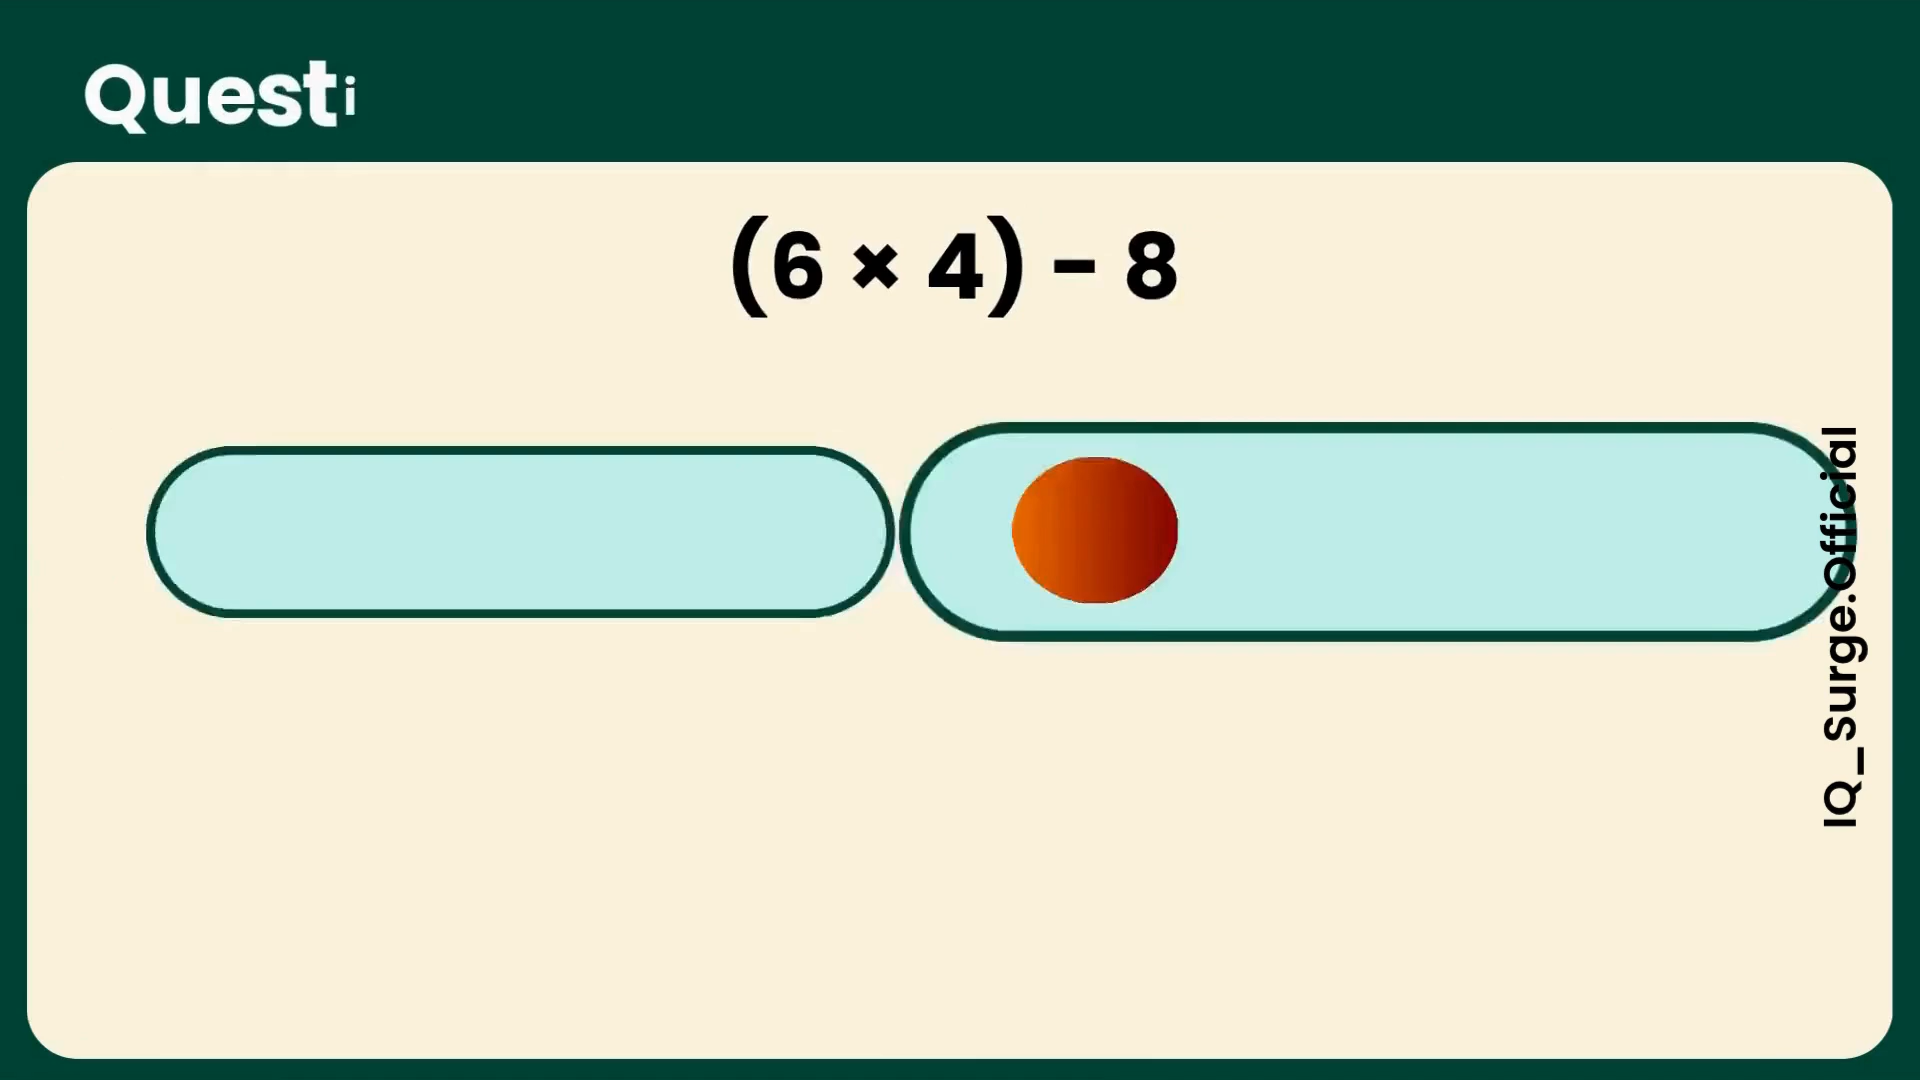 Questi
(6 × 4) - 8
IQ_Surge.Official